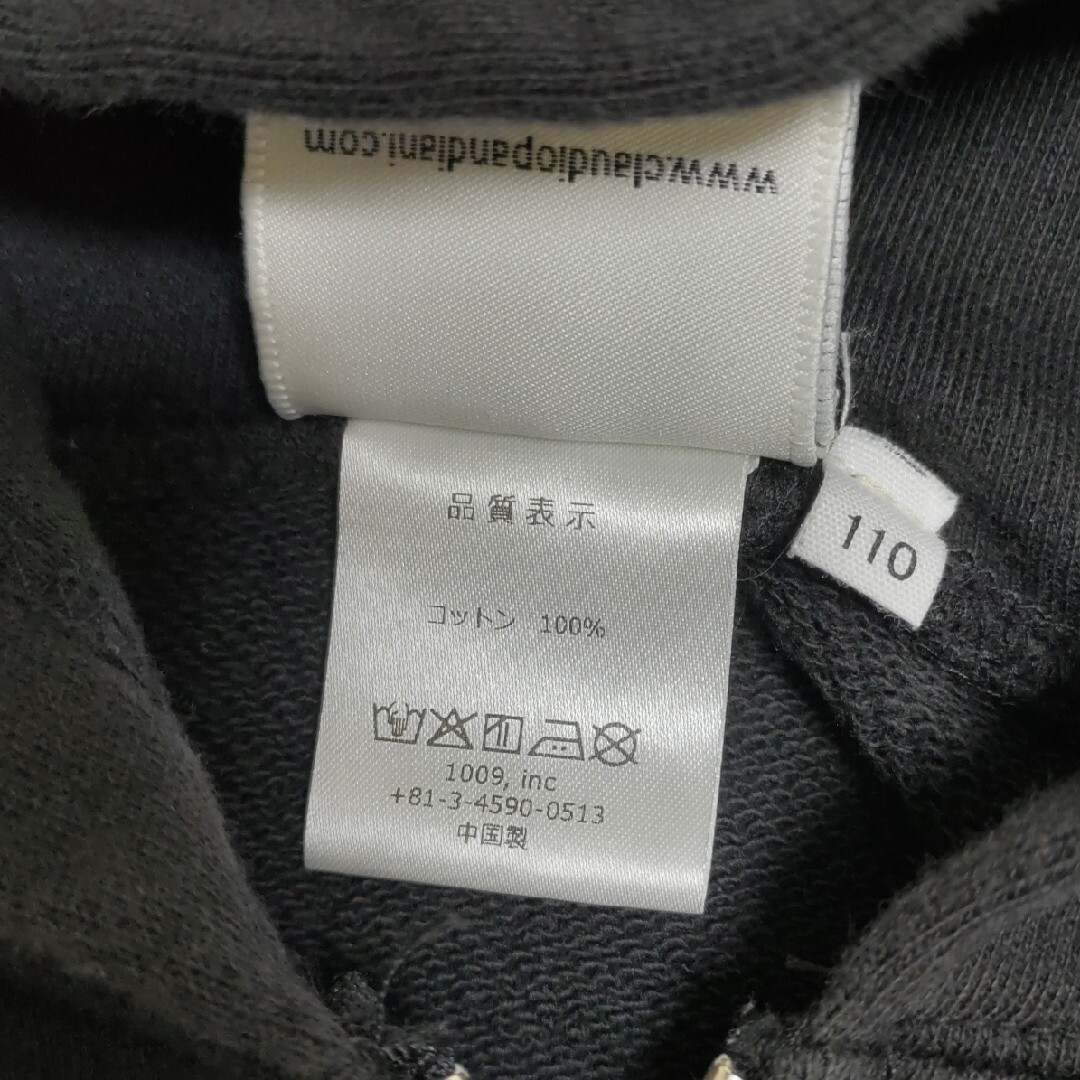 www.claudiopandiani.com
品質表示
コットン 100%
1009, inc
+81-3-4590-0513
中国製
110